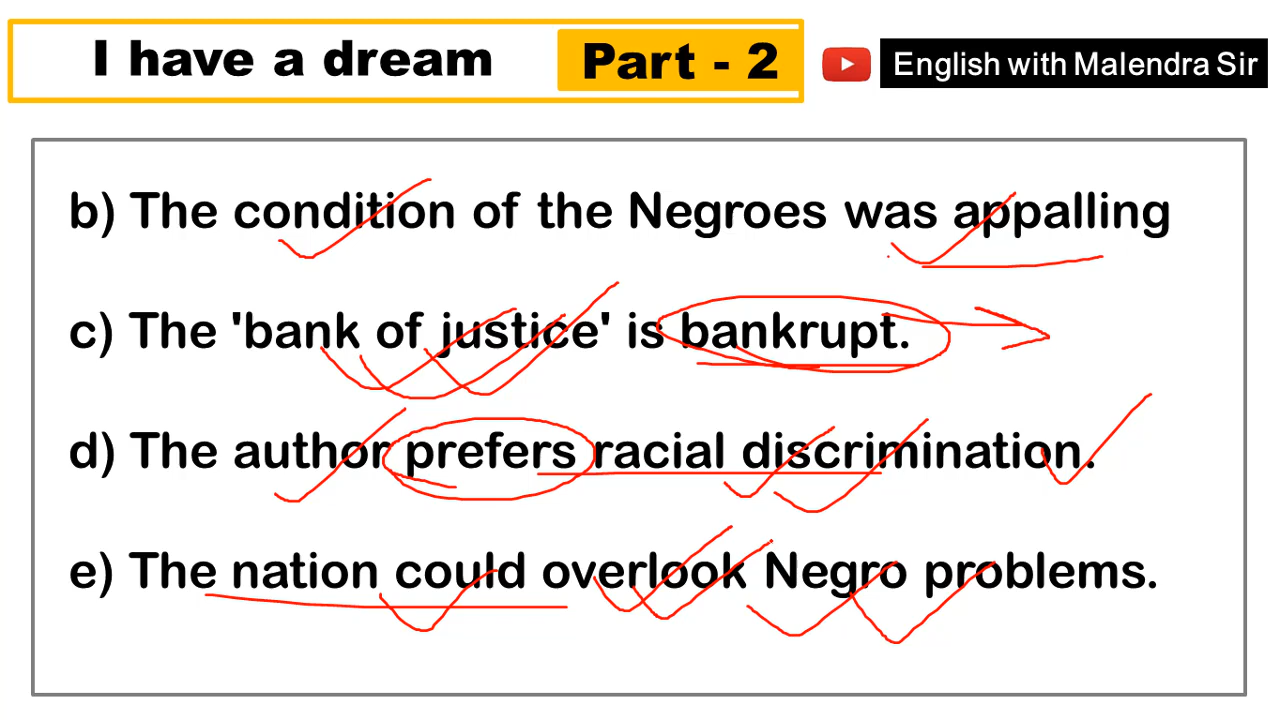 I have a dream
Part - 2
English with Malendra Sir
b) The condition of the Negroes was appalling
c) The 'bank of justice' is bankrupt.
d) The author prefers racial discrimination.
e) The nation could overlook Negro problems.